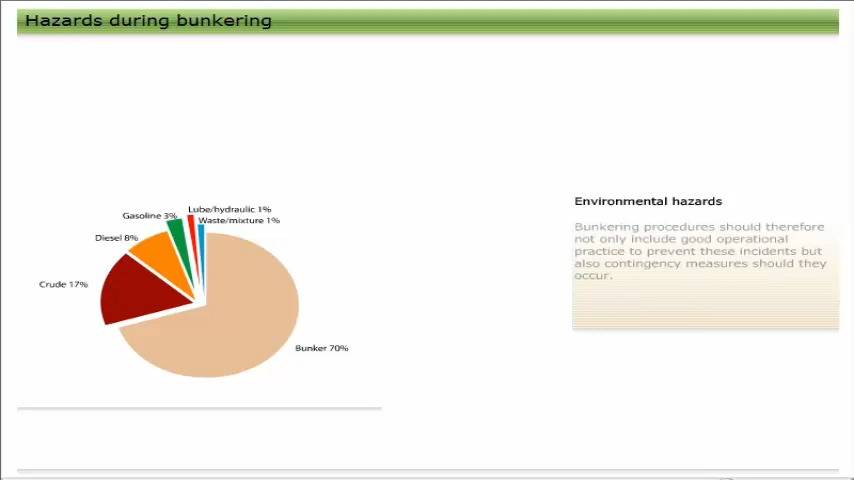 Hazards during bunkering
Lube/hydraulic 1%
Gasoline 3%
Waste/mixture 1%
Diesel 8%
Crude 17%
Bunker 70%
Environmental hazards
Bunkering procedures should therefore
not only include good operational
practice to prevent these incidents but
also contingency measures should they
occur.